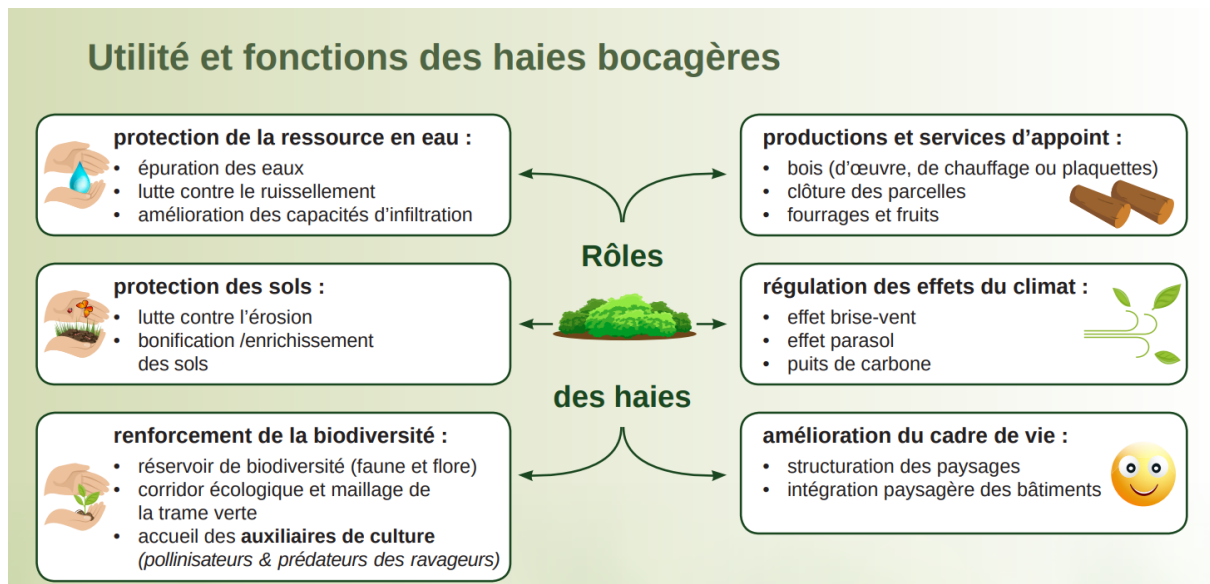 Utilité et fonctions des haies bocagères
protection de la ressource en eau :
• épuration des eaux
• lutte contre le ruissellement
• amélioration des capacités d'infiltration
protection des sols :
• lutte contre l'érosion
• bonification /enrichissement
des sols
renforcement de la biodiversité :
• réservoir de biodiversité (faune et flore)
• corridor écologique et maillage de
la trame verte
• accueil des auxiliaires de culture
(pollinisateurs & prédateurs des ravageurs)
Rôles
des haies
productions et services d'appoint :
• bois (d'œuvre, de chauffage ou plaquettes)
• clôture des parcelles
• fourrages et fruits
régulation des effets du climat :
• effet brise-vent
• effet parasol
• puits de carbone
amélioration du cadre de vie :
• structuration des paysages
• intégration paysagère des bâtiments